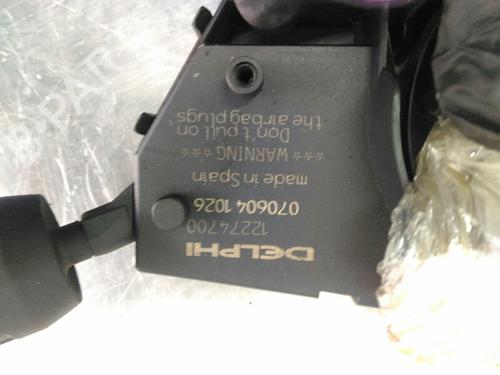 DELPHI
12274700
070604 1026
made in Spain
*** WARNING ***
Don't pull on
the airbag plugs